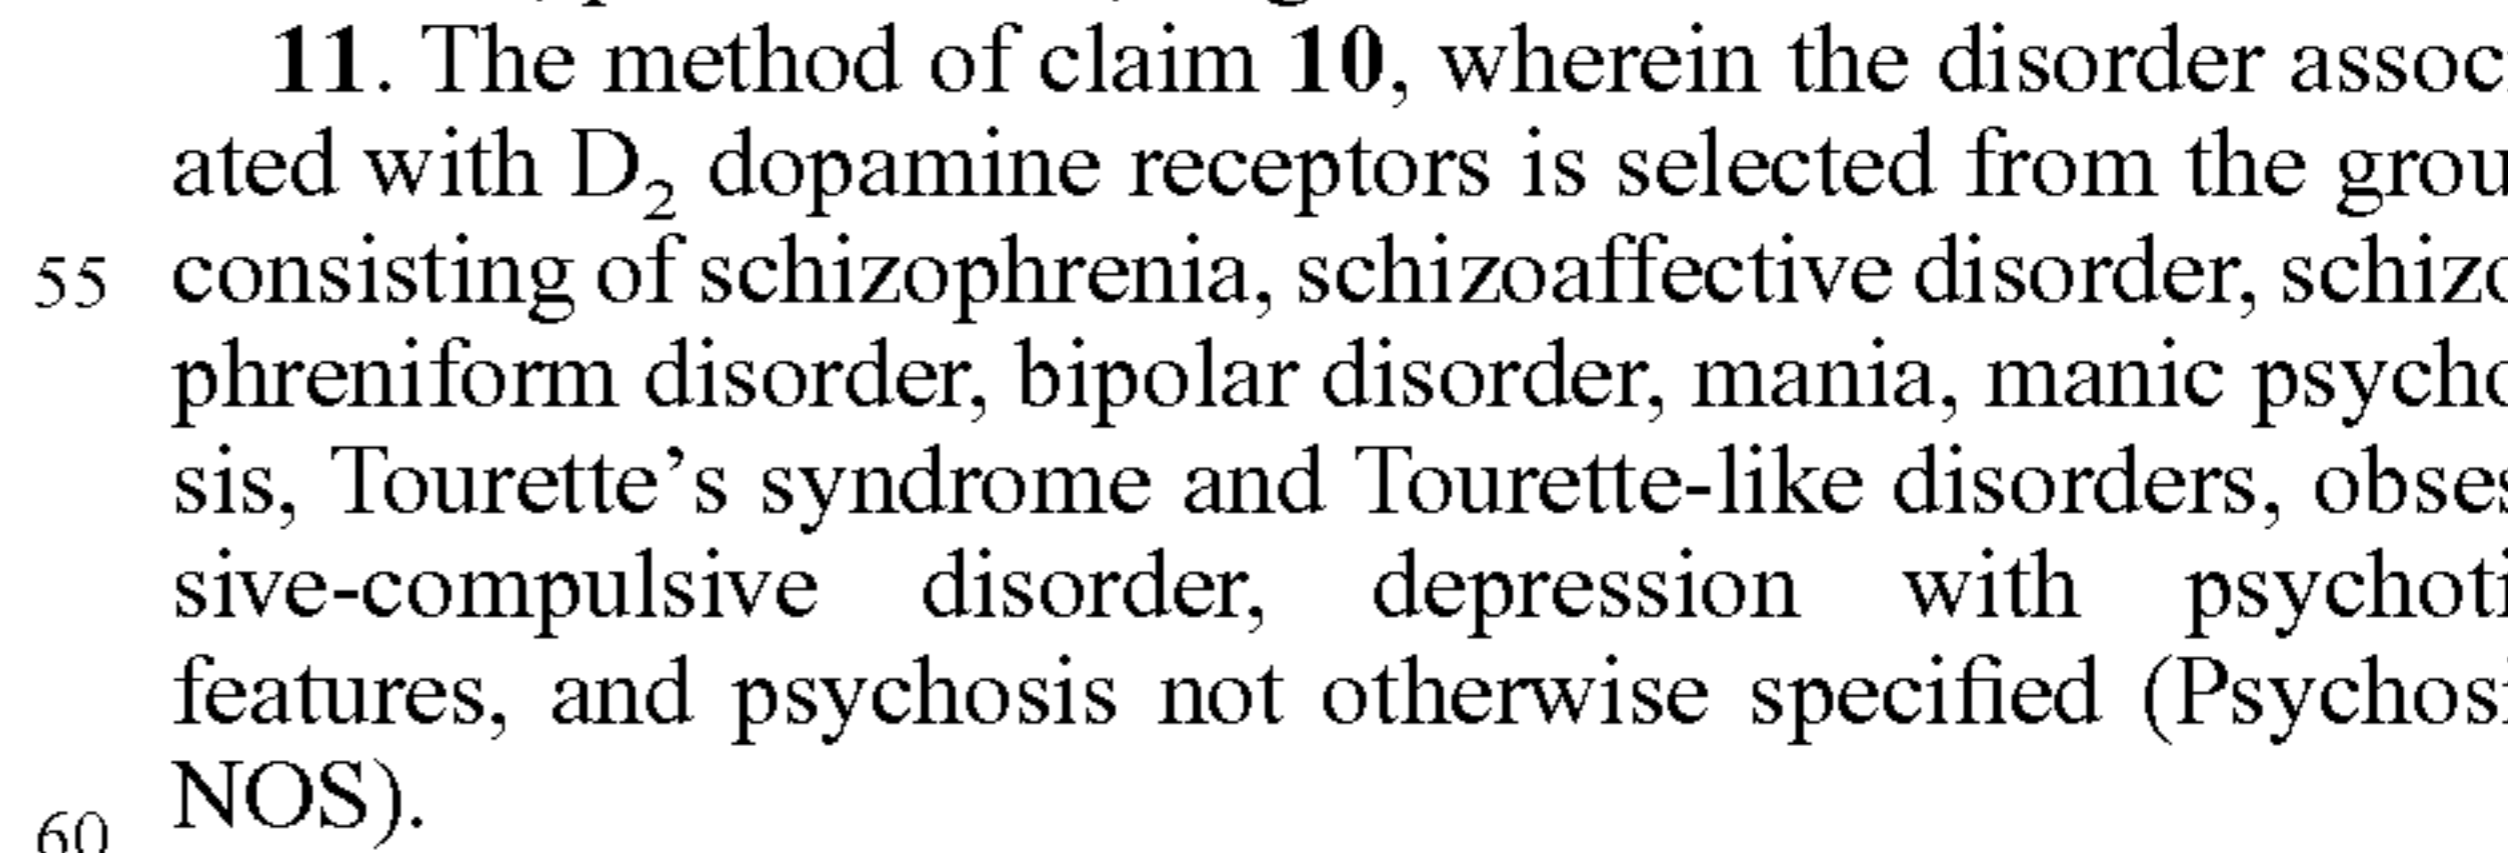 11. The method of claim 10, wherein the disorder assoc
ated with D₂ dopamine receptors is selected from the grou
55 consisting of schizophrenia, schizoaffective disorder, schizo
phreniform disorder, bipolar disorder, mania, manic psycho
sis, Tourette’s syndrome and Tourette-like disorders, obses
sive-compulsive disorder, depression with psychoti
features, and psychosis not otherwise specified (Psychosi
NOS).
60